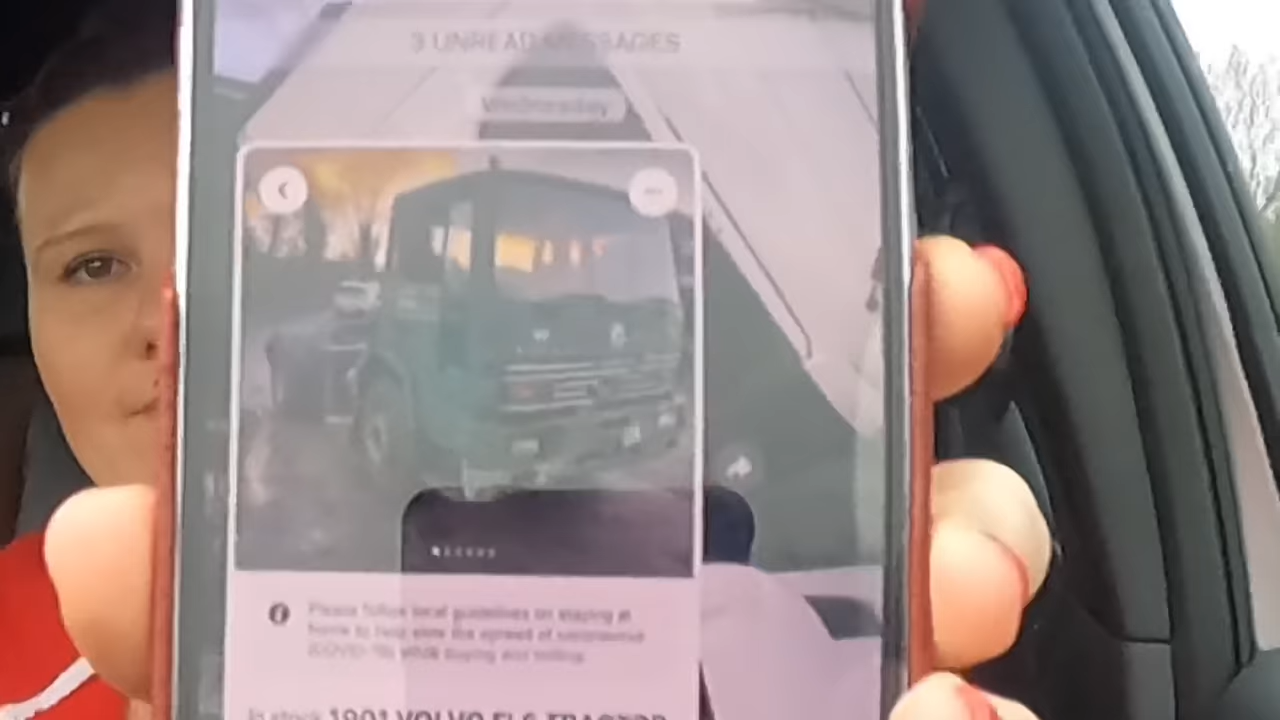 3 UNREAD MESSAGES
Wednesday
Please follow local guidelines on staying at
home to help slow the spread of coronavirus
(COVID-19) while buying and selling.
In stock 1991 VOLVO FL6 TRACTOR